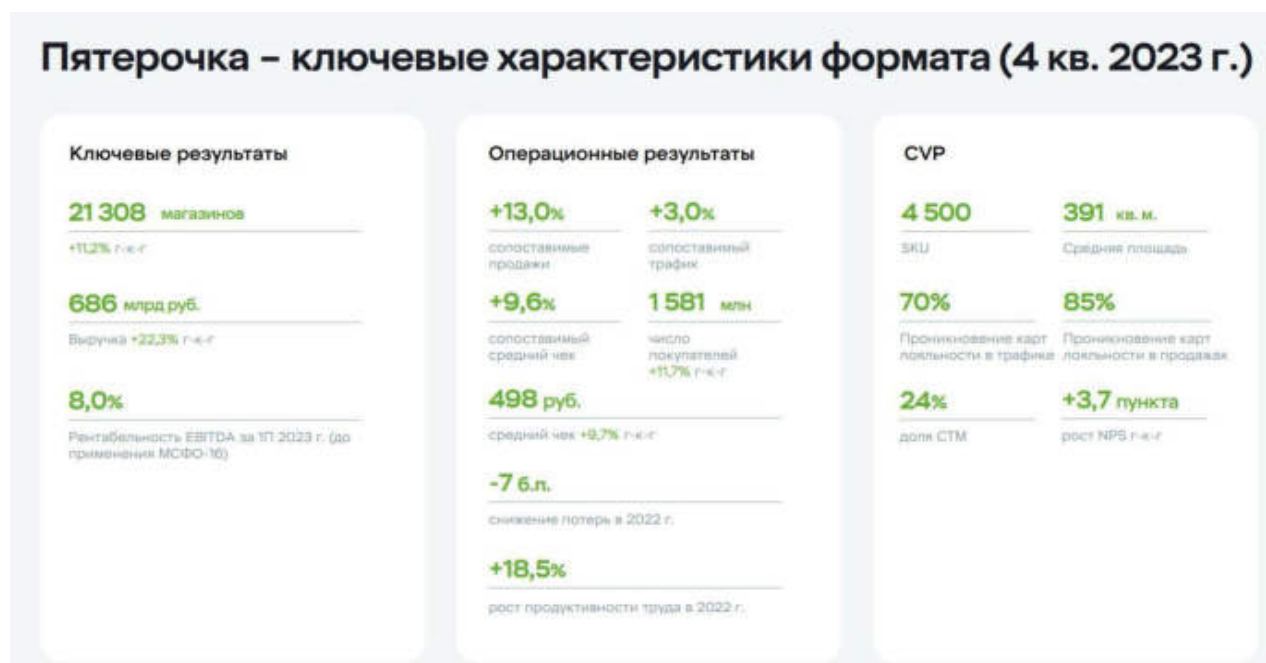 Пятерочка – ключевые характеристики формата (4 кв. 2023 г.)
Ключевые результаты
21 308 магазинов
+11,2% г-к-г
686 млрд руб.
Выручка +22,3% г-к-г
8,0%
Рентабельность EBITDA за 1П 2023 г. (до
применения МСФО-16)
Операционные результаты
+13,0%
сопоставимые
продажи
+3,0%
сопоставимый
трафик
+9,6%
сопоставимый
средний чек
1 581 млн
число
покупателей
+11,7% г-к-г
498 руб.
средний чек +9,7% г-к-г
-7 б.п.
снижение потерь в 2022 г.
+18,5%
рост продуктивности труда в 2022 г.
CVP
4 500
SKU
391 кв. м.
Средняя площадь
70%
Проникновение карт
лояльности в трафике
85%
Проникновение карт
лояльности в продажах
24%
доля СТМ
+3,7 пункта
рост NPS г-к-г